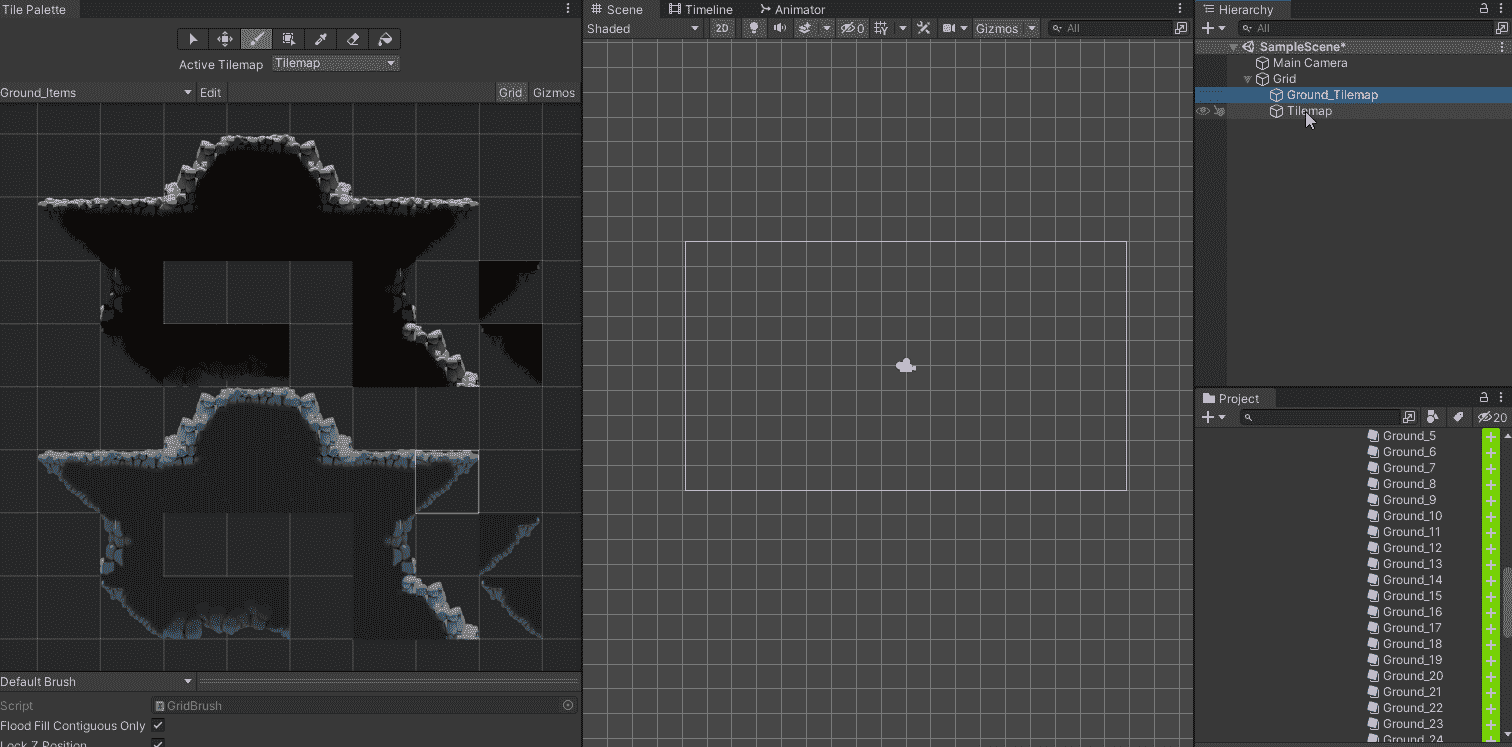 Tile Palette
Active Tilemap Tilemap
Ground_Items Edit Grid Gizmos
Default Brush
Script GridBrush
Flood Fill Contiguous Only
Lock Z Position
Scene Timeline Animator
Shaded 2D 0 Gizmos All
Hierarchy
All
SampleScene*
Main Camera
Grid
Ground_Tilemap
Tilemap
Project
20
Ground_5
Ground_6
Ground_7
Ground_8
Ground_9
Ground_10
Ground_11
Ground_12
Ground_13
Ground_14
Ground_15
Ground_16
Ground_17
Ground_18
Ground_19
Ground_20
Ground_21
Ground_22
Ground_23
Ground_24